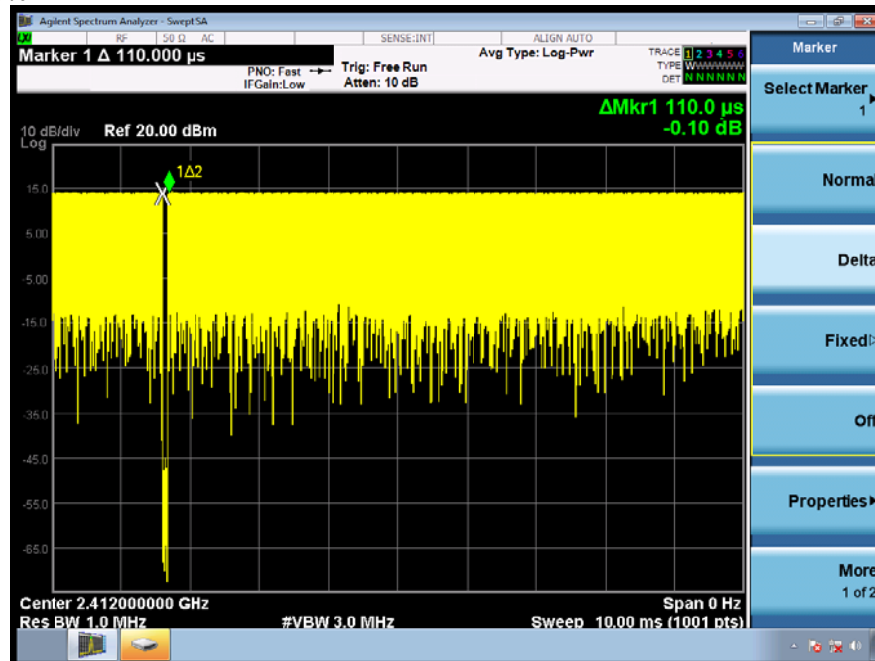 Agilent Spectrum Analyzer - Swept SA
LXI RF 50 Ω AC SENSE:INT ALIGN AUTO
Marker 1 Δ 110.000 µs
PNO: Fast
IFGain:Low
Trig: Free Run
Atten: 10 dB
Avg Type: Log-Pwr
TRACE 1 2 3 4 5 6
TYPE WWWWWW
DET N N N N N N
ΔMkr1 110.0 µs
-0.10 dB
10 dB/div Ref 20.00 dBm
Log
1Δ2
15.0
5.00
-5.00
-15.0
-25.0
-35.0
-45.0
-55.0
-65.0
Center 2.412000000 GHz Span 0 Hz
Res BW 1.0 MHz #VBW 3.0 MHz Sweep 10.00 ms (1001 pts)
Marker
Select Marker
1
Normal
Delta
Fixed
Off
Properties
More
1 of 2